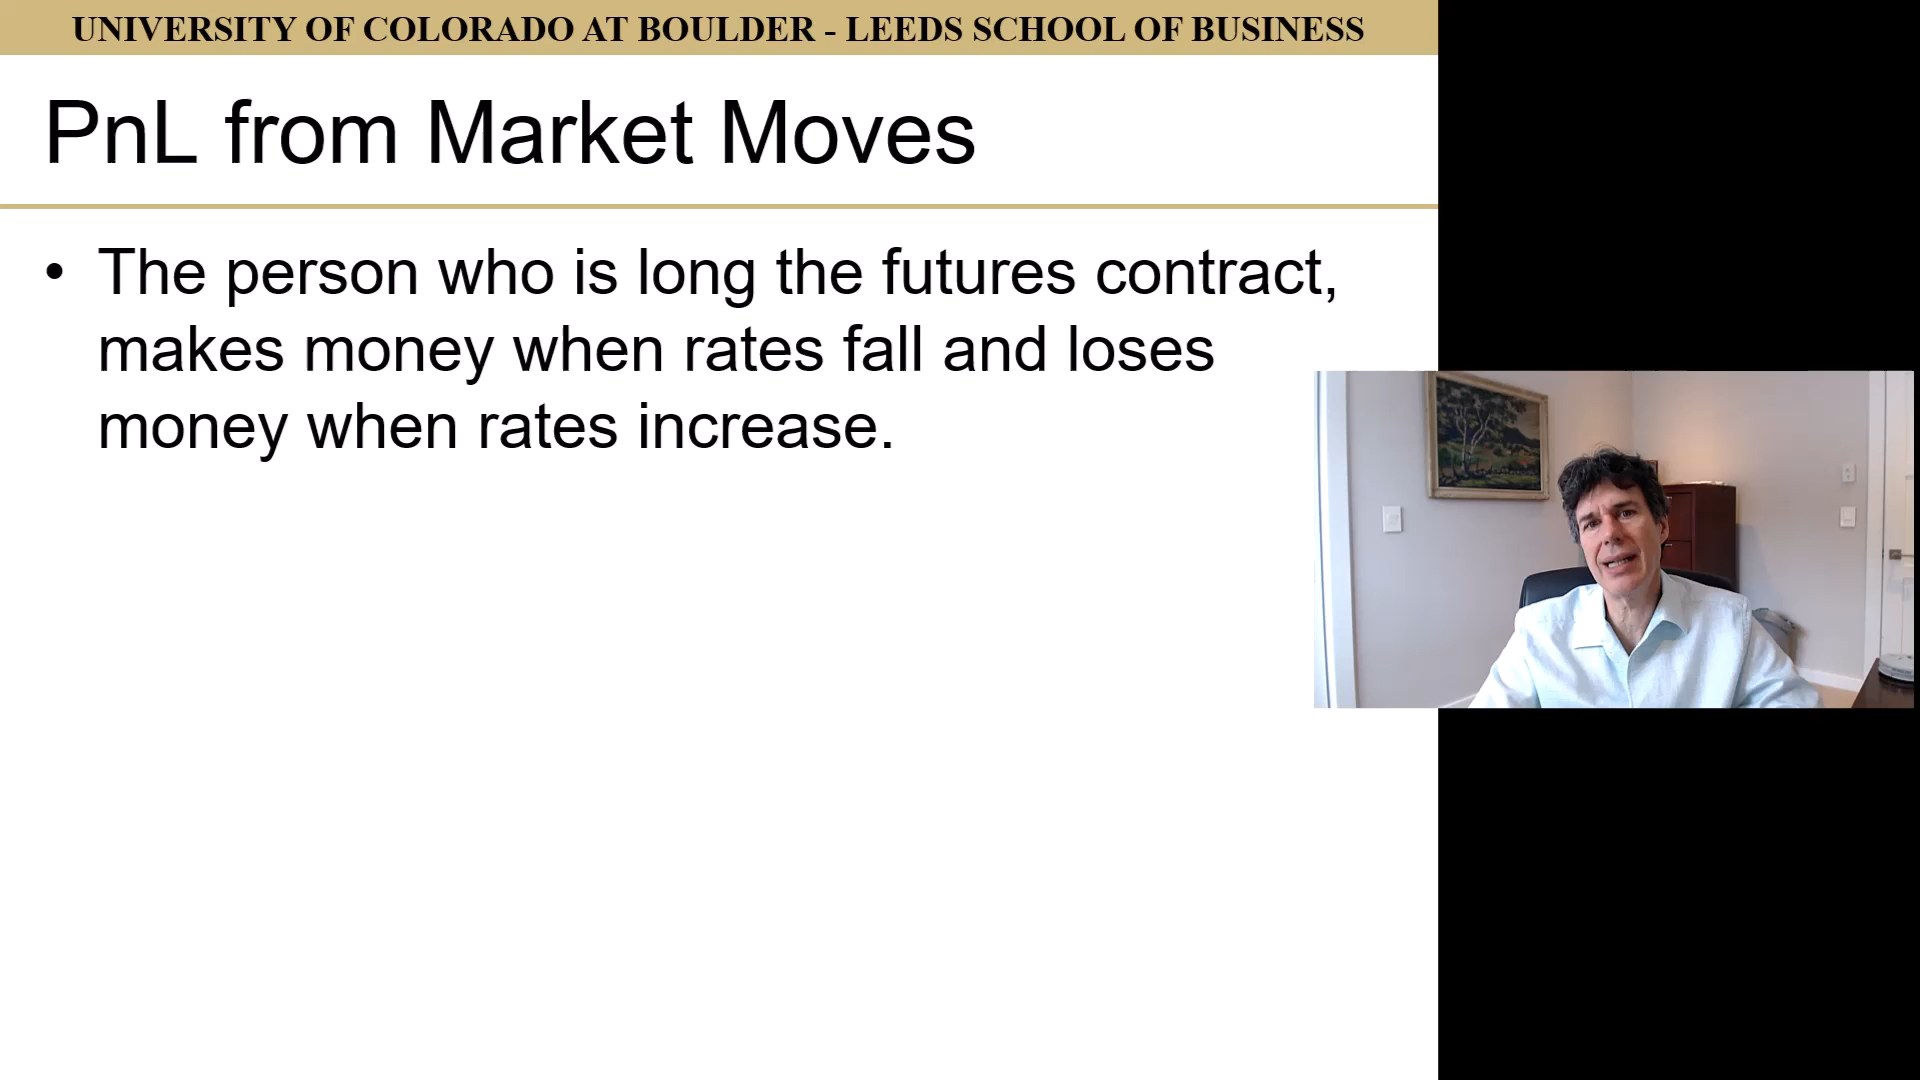 UNIVERSITY OF COLORADO AT BOULDER - LEEDS SCHOOL OF BUSINESS
PnL from Market Moves
• The person who is long the futures contract,
makes money when rates fall and loses
money when rates increase.